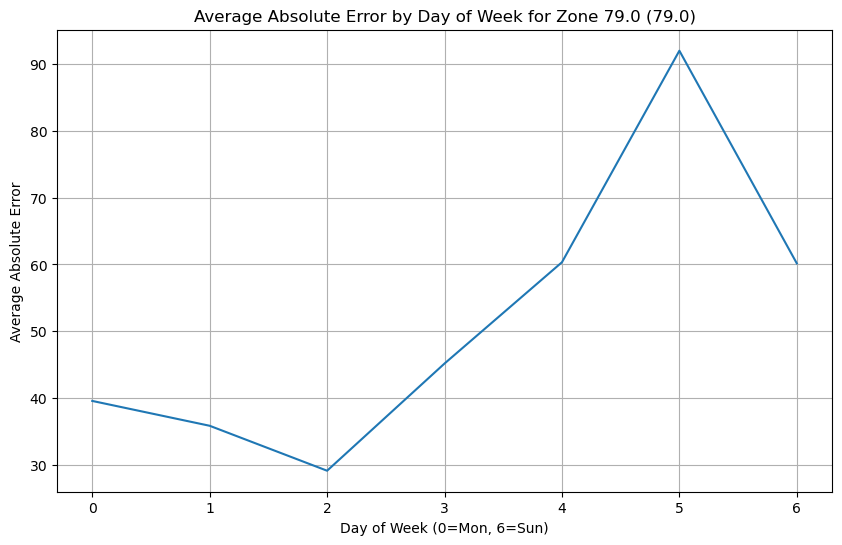 Average Absolute Error by Day of Week for Zone 79.0 (79.0)
Average Absolute Error
90
80
70
60
50
40
30
0 1 2 3 4 5 6
Day of Week (0=Mon, 6=Sun)